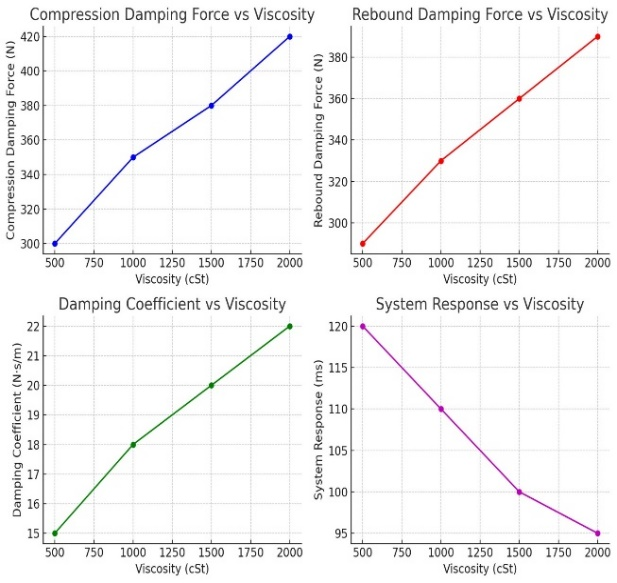 Compression Damping Force vs Viscosity
Compression Damping Force (N)
420
400
380
360
340
320
300
500 750 1000 1250 1500 1750 2000
Viscosity (cSt)
Rebound Damping Force vs Viscosity
Rebound Damping Force (N)
380
360
340
320
300
500 750 1000 1250 1500 1750 2000
Viscosity (cSt)
Damping Coefficient vs Viscosity
Damping Coefficient (N·s/m)
22
21
20
19
18
17
16
15
500 750 1000 1250 1500 1750 2000
Viscosity (cSt)
System Response vs Viscosity
System Response (ms)
120
115
110
105
100
95
500 750 1000 1250 1500 1750 2000
Viscosity (cSt)